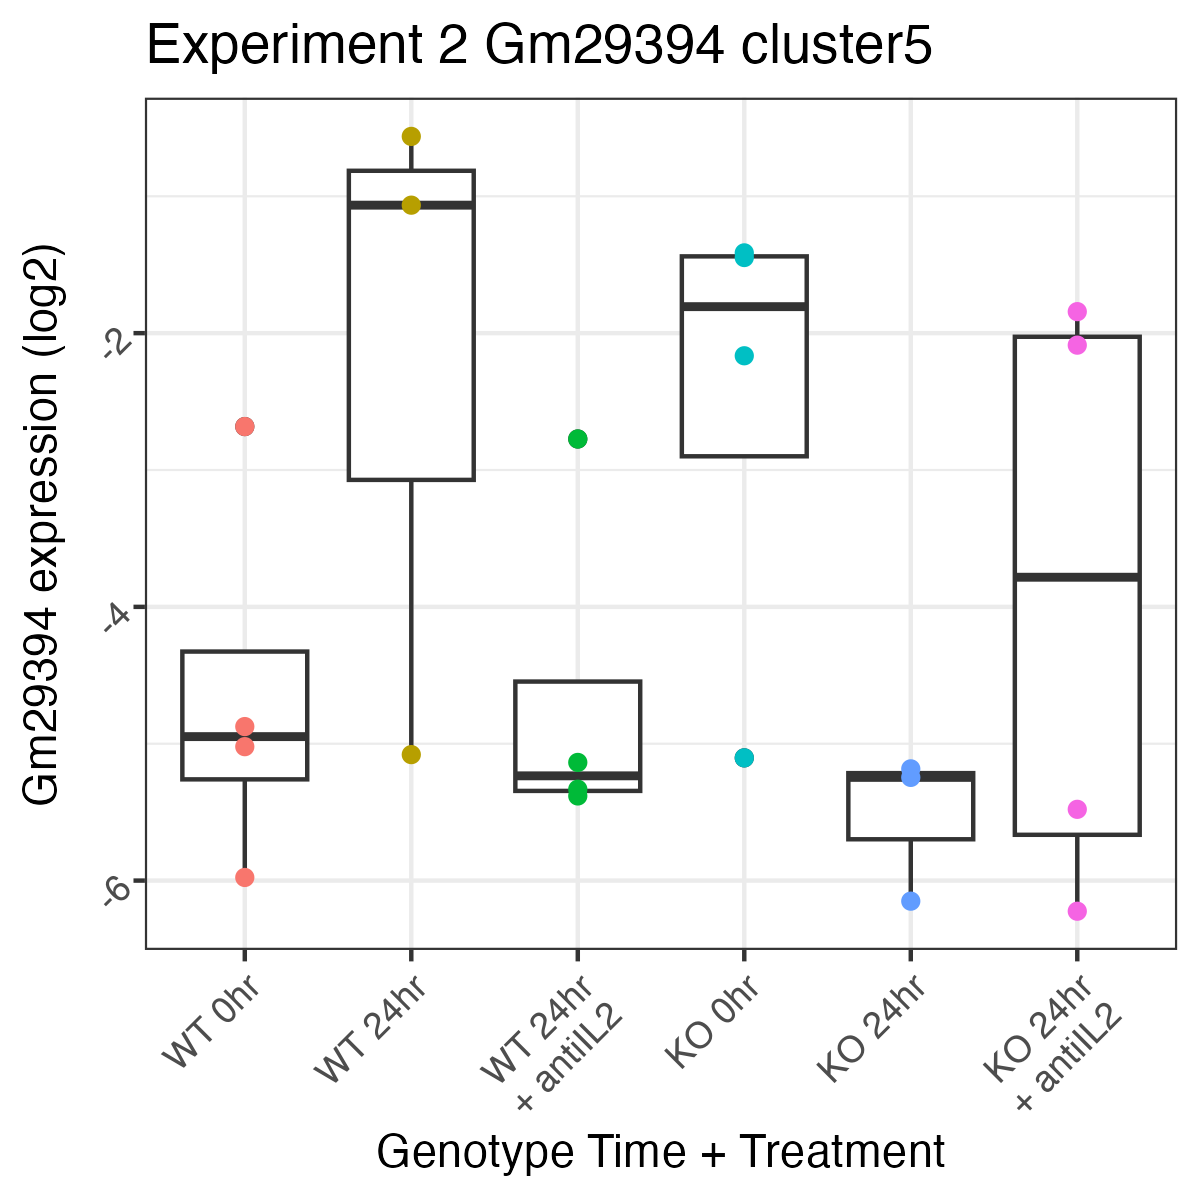 Experiment 2 Gm29394 cluster5
Gm29394 expression (log2)
-2
-4
-6
WT 0hr
WT 24hr
WT 24hr
+ antiIL2
KO 0hr
KO 24hr
KO 24hr
+ antiIL2
Genotype Time + Treatment